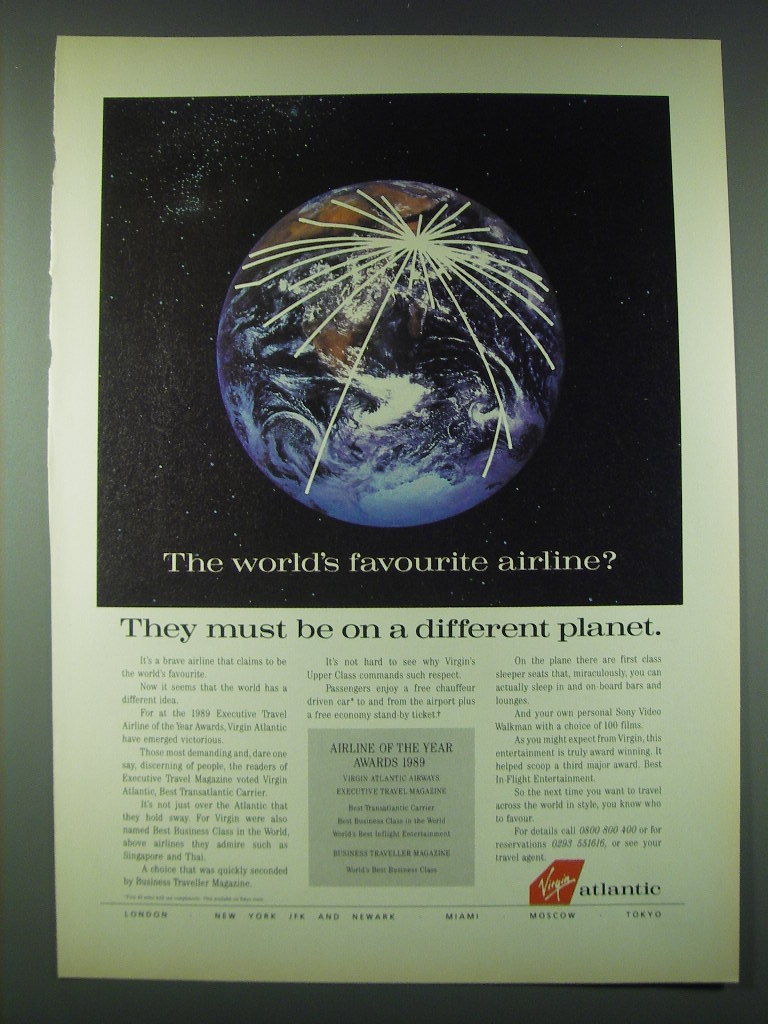 The world's favourite airline?
They must be on a different planet.
It's a brave airline that claims to be
the world's favourite.
Now it seems that the world has a
different idea.
For at the 1989 Executive Travel
Airline of the Year Awards, Virgin Atlantic
have emerged victorious.
Those most demanding and, dare one
say, discerning of people, the readers of
Executive Travel Magazine voted Virgin
Atlantic, Best Transatlantic Carrier.
It's not just over the Atlantic that
they hold sway. For Virgin were also
named Best Business Class in the World,
above airlines they admire such as
Singapore and Thai.
A choice that was quickly seconded
by Business Traveller Magazine.
It's not hard to see why Virgin's
Upper Class commands such respect.
Passengers enjoy a free chauffeur
driven car* to and from the airport plus
a free economy stand-by ticket.†
AIRLINE OF THE YEAR
AWARDS 1989
VIRGIN ATLANTIC AIRWAYS
EXECUTIVE TRAVEL MAGAZINE
Best Transatlantic Carrier
Best Business Class in the World
World's Best Inflight Entertainment
BUSINESS TRAVELLER MAGAZINE
World's Best Business Class
On the plane there are first class
sleeper seats that, miraculously, you can
actually sleep in and on-board bars and
lounges.
And your own personal Sony Video
Walkman with a choice of 100 films.
As you might expect from Virgin, this
entertainment is truly award winning. It
helped scoop a third major award. Best
In-Flight Entertainment.
So the next time you want to travel
across the world in style, you know who
to favour.
For details call 0800 800 400 or for
reservations 0293 551616, or see your
travel agent.
Virgin atlantic
LONDON · NEW YORK JFK AND NEWARK · MIAMI · MOSCOW · TOKYO